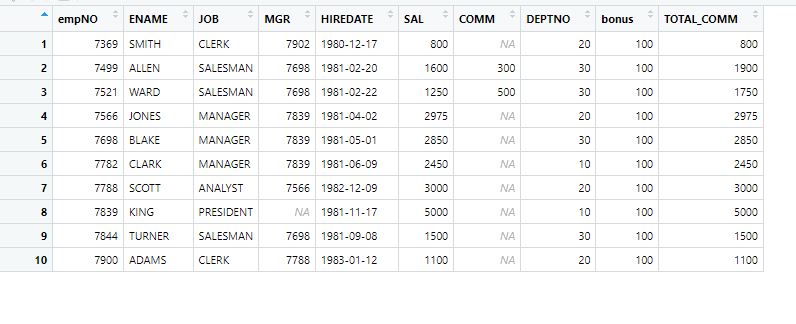 empNO ENAME JOB MGR HIREDATE SAL COMM DEPTNO bonus TOTAL_COMM
1 7369 SMITH CLERK 7902 1980-12-17 800 NA 20 100 800
2 7499 ALLEN SALESMAN 7698 1981-02-20 1600 300 30 100 1900
3 7521 WARD SALESMAN 7698 1981-02-22 1250 500 30 100 1750
4 7566 JONES MANAGER 7839 1981-04-02 2975 NA 20 100 2975
5 7698 BLAKE MANAGER 7839 1981-05-01 2850 NA 30 100 2850
6 7782 CLARK MANAGER 7839 1981-06-09 2450 NA 10 100 2450
7 7788 SCOTT ANALYST 7566 1982-12-09 3000 NA 20 100 3000
8 7839 KING PRESIDENT NA 1981-11-17 5000 NA 10 100 5000
9 7844 TURNER SALESMAN 7698 1981-09-08 1500 NA 30 100 1500
10 7900 ADAMS CLERK 7788 1983-01-12 1100 NA 20 100 1100